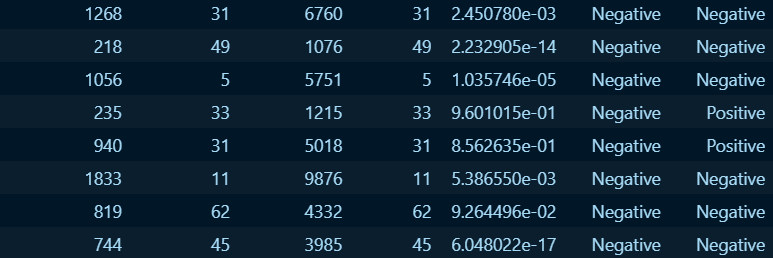 1268 31 6760 31 2.450780e-03 Negative Negative
218 49 1076 49 2.232905e-14 Negative Negative
1056 5 5751 5 1.035746e-05 Negative Negative
235 33 1215 33 9.601015e-01 Negative Positive
940 31 5018 31 8.562635e-01 Negative Positive
1833 11 9876 11 5.386550e-03 Negative Negative
819 62 4332 62 9.264496e-02 Negative Negative
744 45 3985 45 6.048022e-17 Negative Negative